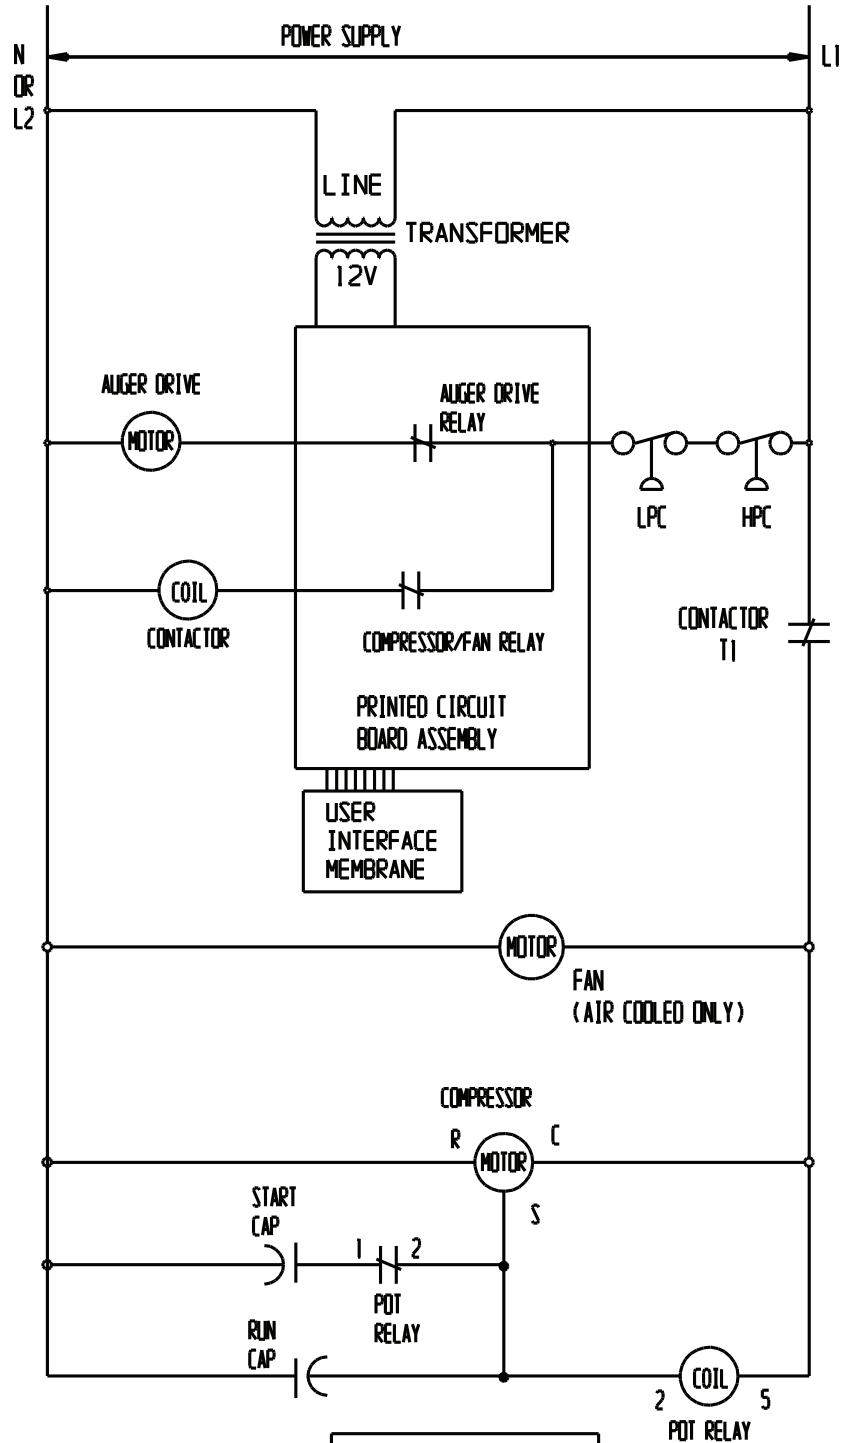 POWER SUPPLY
N
OR
L2
L1
LINE
TRANSFORMER
12V
AUGER DRIVE
MOTOR
AUGER DRIVE
RELAY
LPC
HPC
COIL
CONTACTOR
COMPRESSOR/FAN RELAY
CONTACTOR
T1
PRINTED CIRCUIT
BOARD ASSEMBLY
USER
INTERFACE
MEMBRANE
MOTOR
FAN
(AIR COOLED ONLY)
COMPRESSOR
R
C
MOTOR
S
START
CAP
1
2
POT
RELAY
RUN
CAP
COIL
2
5
POT RELAY